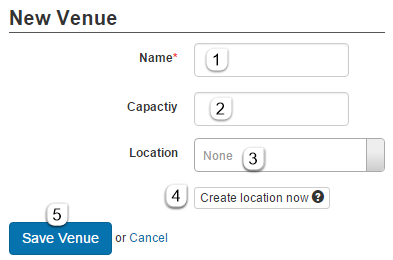 New Venue
Name* 1
Capactiy 2
Location None 3
4 Create location now ?
5
Save Venue or Cancel